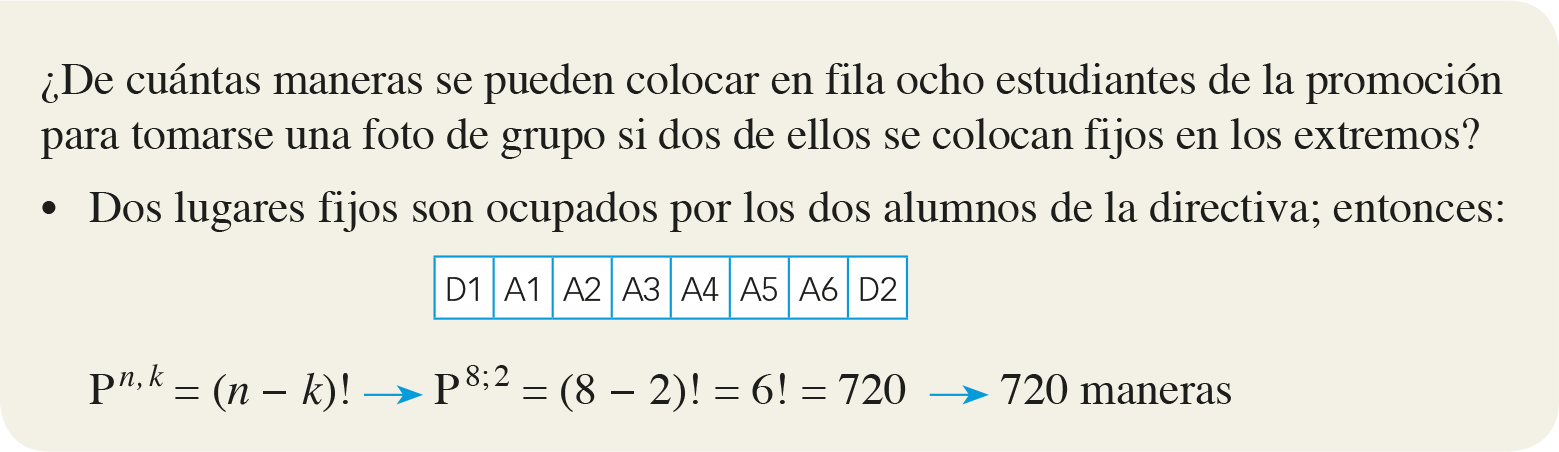 ¿De cuántas maneras se pueden colocar en fila ocho estudiantes de la promoción
para tomarse una foto de grupo si dos de ellos se colocan fijos en los extremos?
• Dos lugares fijos son ocupados por los dos alumnos de la directiva; entonces:
D1 A1 A2 A3 A4 A5 A6 D2
P^{n, k} = (n − k)! → P^{8; 2} = (8 − 2)! = 6! = 720 → 720 maneras